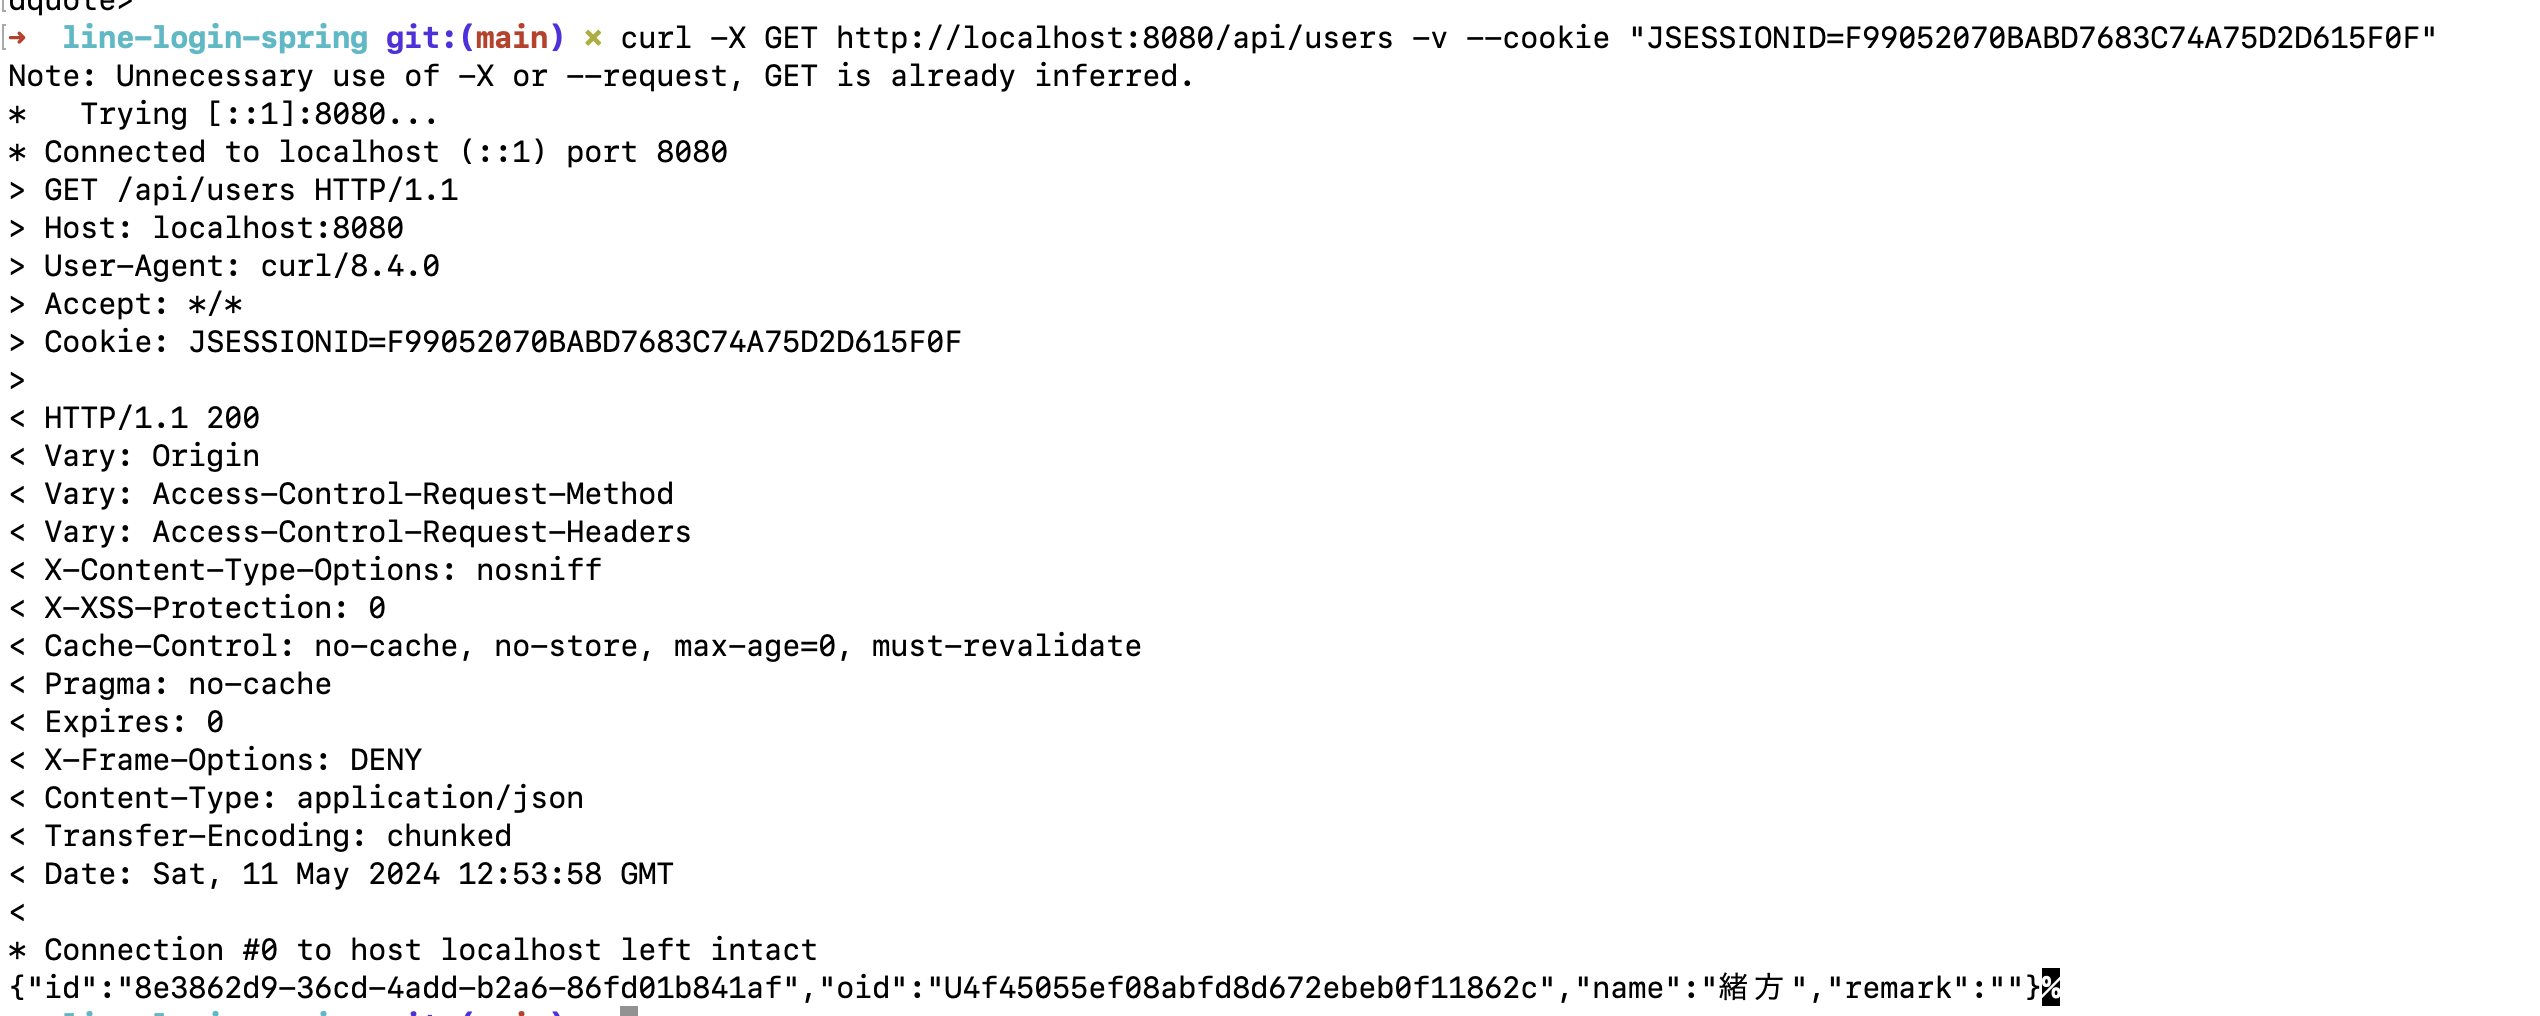 dquote>
→ line-login-spring git:(main) × curl -X GET http://localhost:8080/api/users -v --cookie "JSESSIONID=F99052070BABD7683C74A75D2D615F0F"
Note: Unnecessary use of -X or --request, GET is already inferred.
*   Trying [::1]:8080...
* Connected to localhost (::1) port 8080
> GET /api/users HTTP/1.1
> Host: localhost:8080
> User-Agent: curl/8.4.0
> Accept: */*
> Cookie: JSESSIONID=F99052070BABD7683C74A75D2D615F0F
>
< HTTP/1.1 200
< Vary: Origin
< Vary: Access-Control-Request-Method
< Vary: Access-Control-Request-Headers
< X-Content-Type-Options: nosniff
< X-XSS-Protection: 0
< Cache-Control: no-cache, no-store, max-age=0, must-revalidate
< Pragma: no-cache
< Expires: 0
< X-Frame-Options: DENY
< Content-Type: application/json
< Transfer-Encoding: chunked
< Date: Sat, 11 May 2024 12:53:58 GMT
<
* Connection #0 to host localhost left intact
{"id":"8e3862d9-36cd-4add-b2a6-86fd01b841af","oid":"U4f45055ef08abfd8d672ebeb0f11862c","name":"緒方","remark":""}%